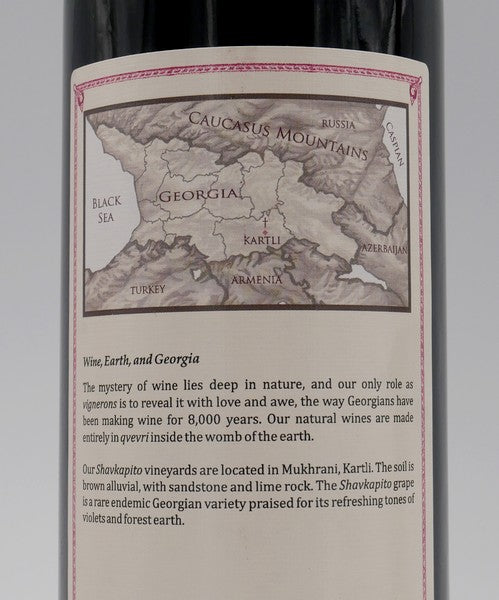 CAUCASUS MOUNTAINS
RUSSIA
CASPIAN
BLACK
SEA
GEORGIA
KARTLI
AZERBAIJAN
TURKEY
ARMENIA
Wine, Earth, and Georgia
The mystery of wine lies deep in nature, and our only role as
vignerons is to reveal it with love and awe, the way Georgians have
been making wine for 8,000 years. Our natural wines are made
entirely in qvevri inside the womb of the earth.
Our Shavkapito vineyards are located in Mukhrani, Kartli. The soil is
brown alluvial, with sandstone and lime rock. The Shavkapito grape
is a rare endemic Georgian variety praised for its refreshing tones of
violets and forest earth.